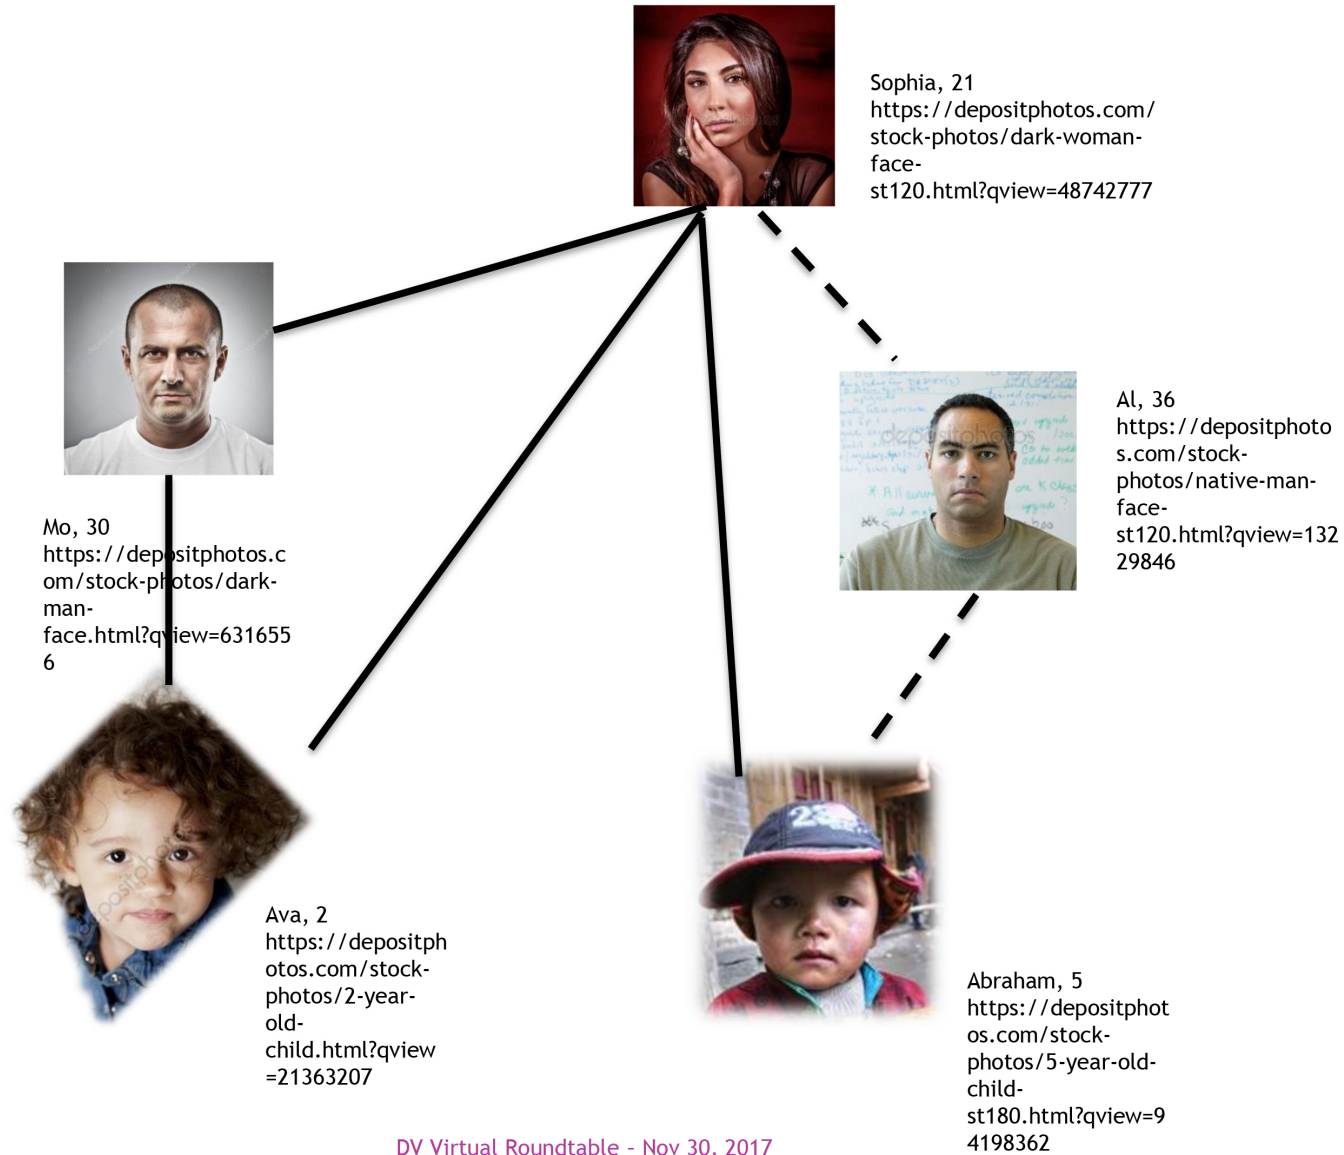 Sophia, 21
https://depositphotos.com/
stock-photos/dark-woman-
face-
st120.html?qview=48742777
Al, 36
https://depositphoto
s.com/stock-
photos/native-man-
face-
st120.html?qview=132
29846
depositphotos
Mo, 30
https://depositphotos.c
om/stock-photos/dark-
man-
face.html?qview=631655
6
Ava, 2
https://depositph
otos.com/stock-
photos/2-year-
old-
child.html?qview
=21363207
Abraham, 5
https://depositphot
os.com/stock-
photos/5-year-old-
child-
st180.html?qview=9
4198362
DV Virtual Roundtable – Nov 30, 2017